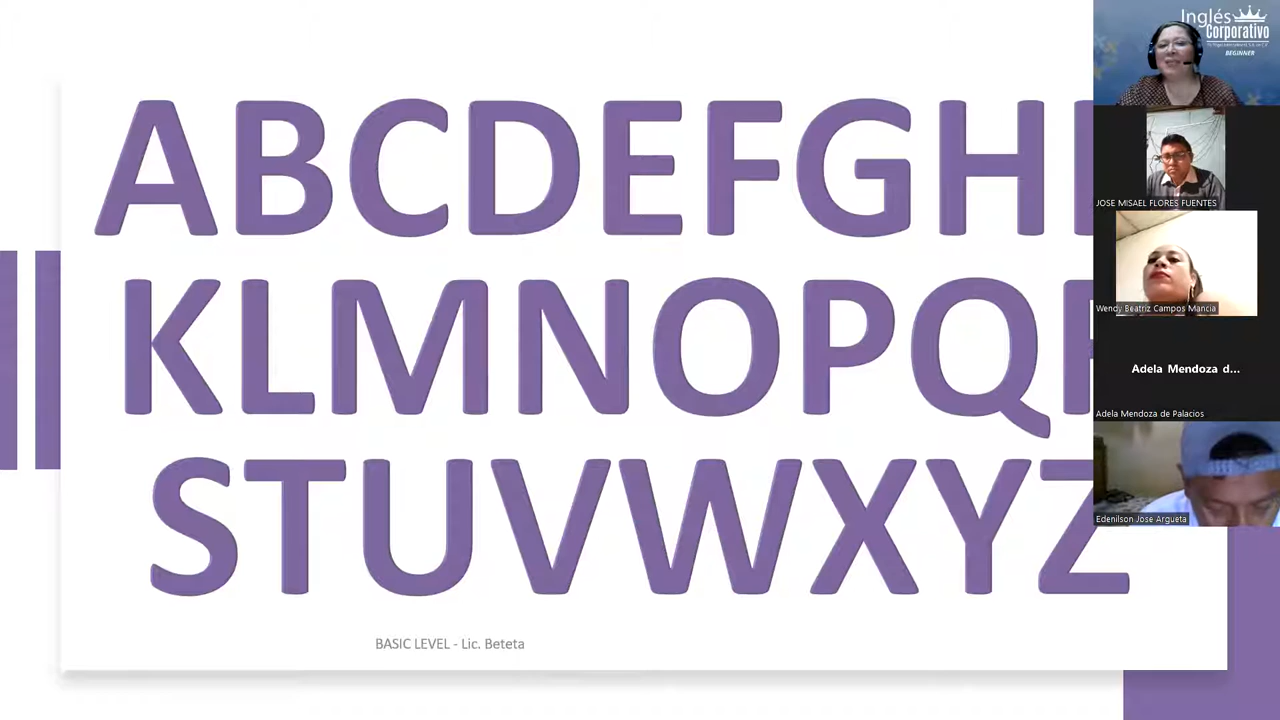 ABCDEFGH
KLMNOPQ
STUVWXYZ
BASIC LEVEL - Lic. Beteta
Inglés
Corporativo
BEGINNER
JOSE MISAEL FLORES FUENTES
Wendy Beatriz Campos Mancia
Adela Mendoza d...
Adela Mendoza de Palacios
Edenilson Jose Argueta